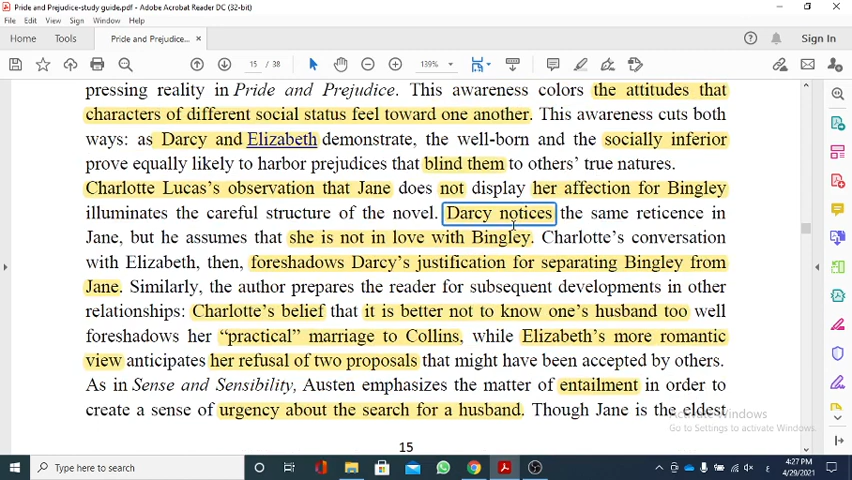 Pride and Prejudice-study guide.pdf - Adobe Acrobat Reader DC (32-bit)
File Edit View Sign Window Help
Home Tools Pride and Prejudice... × Sign In
15 / 38 139%
pressing reality in Pride and Prejudice. This awareness colors the attitudes that
characters of different social status feel toward one another. This awareness cuts both
ways: as Darcy and Elizabeth demonstrate, the well-born and the socially inferior
prove equally likely to harbor prejudices that blind them to others’ true natures.
Charlotte Lucas’s observation that Jane does not display her affection for Bingley
illuminates the careful structure of the novel. Darcy notices the same reticence in
Jane, but he assumes that she is not in love with Bingley. Charlotte’s conversation
with Elizabeth, then, foreshadows Darcy’s justification for separating Bingley from
Jane. Similarly, the author prepares the reader for subsequent developments in other
relationships: Charlotte’s belief that it is better not to know one’s husband too well
foreshadows her “practical” marriage to Collins, while Elizabeth’s more romantic
view anticipates her refusal of two proposals that might have been accepted by others.
As in Sense and Sensibility, Austen emphasizes the matter of entailment in order to
create a sense of urgency about the search for a husband. Though Jane is the eldest
Activate Windows
Go to Settings to activate Windows.
15
Type here to search
4:27 PM
4/29/2021